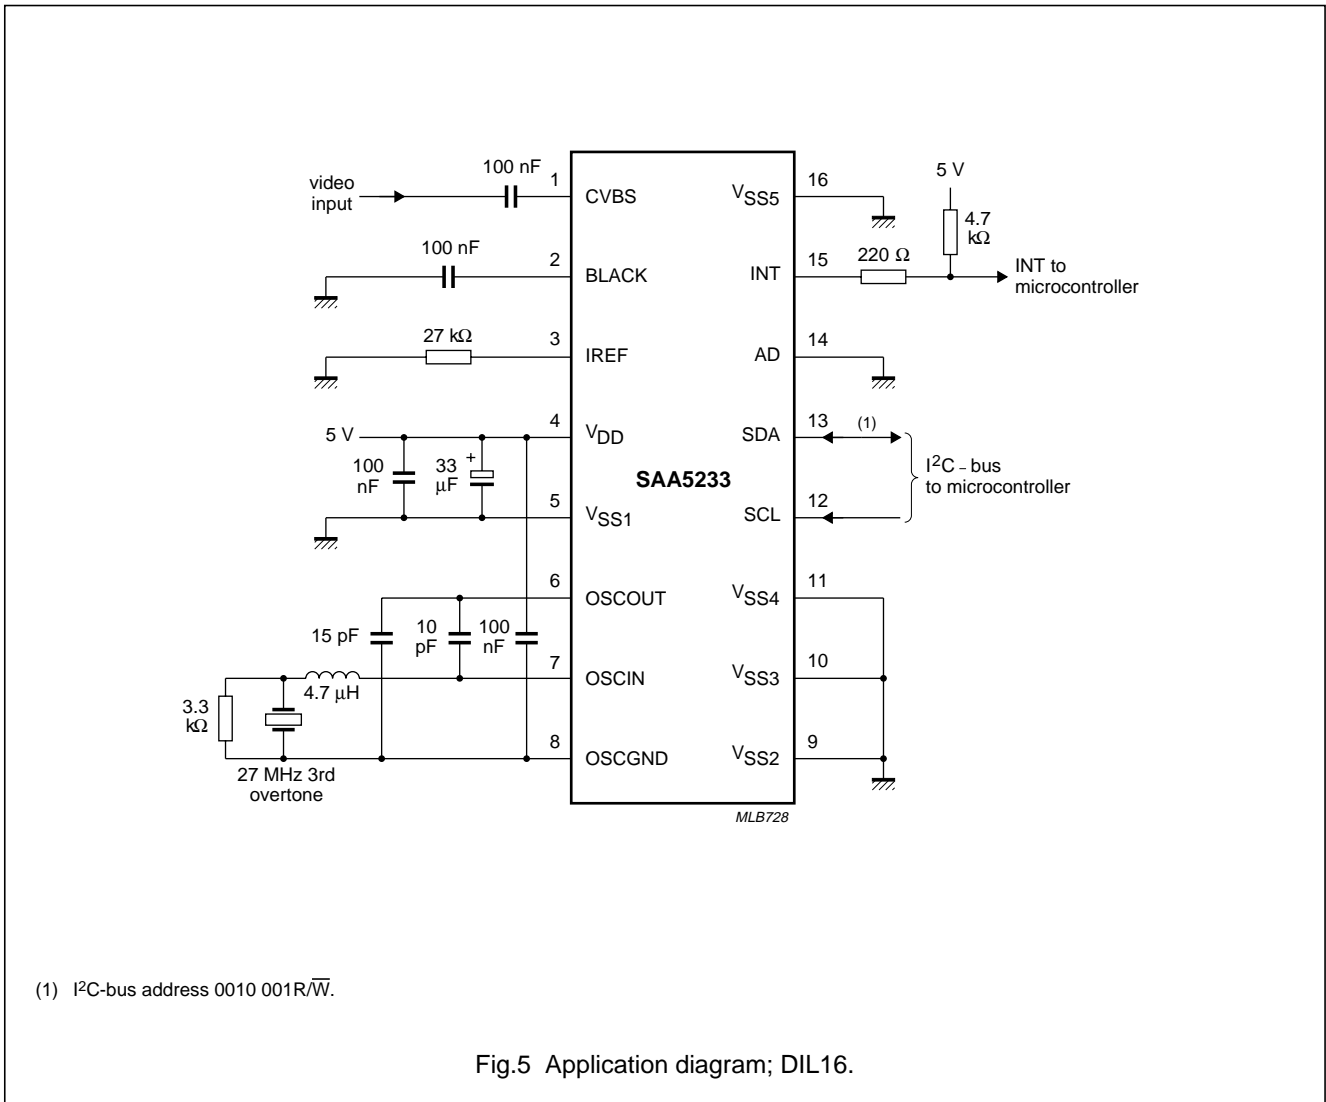 video
input
100 nF
1
CVBS
100 nF
2
BLACK
27 kΩ
3
IREF
5 V
4
VDD
100
nF
33
μF
+
5
VSS1
6
OSCOUT
15 pF
10
pF
100
nF
7
OSCIN
4.7 μH
3.3
kΩ
8
OSCGND
27 MHz 3rd
overtone
SAA5233
16
VSS5
5 V
4.7
kΩ
220 Ω
15
INT
INT to
microcontroller
14
AD
13
SDA
(1)
I²C – bus
to microcontroller
12
SCL
11
VSS4
10
VSS3
9
VSS2
MLB728
(1) I²C-bus address 0010 001R/W̅.
Fig.5 Application diagram; DIL16.